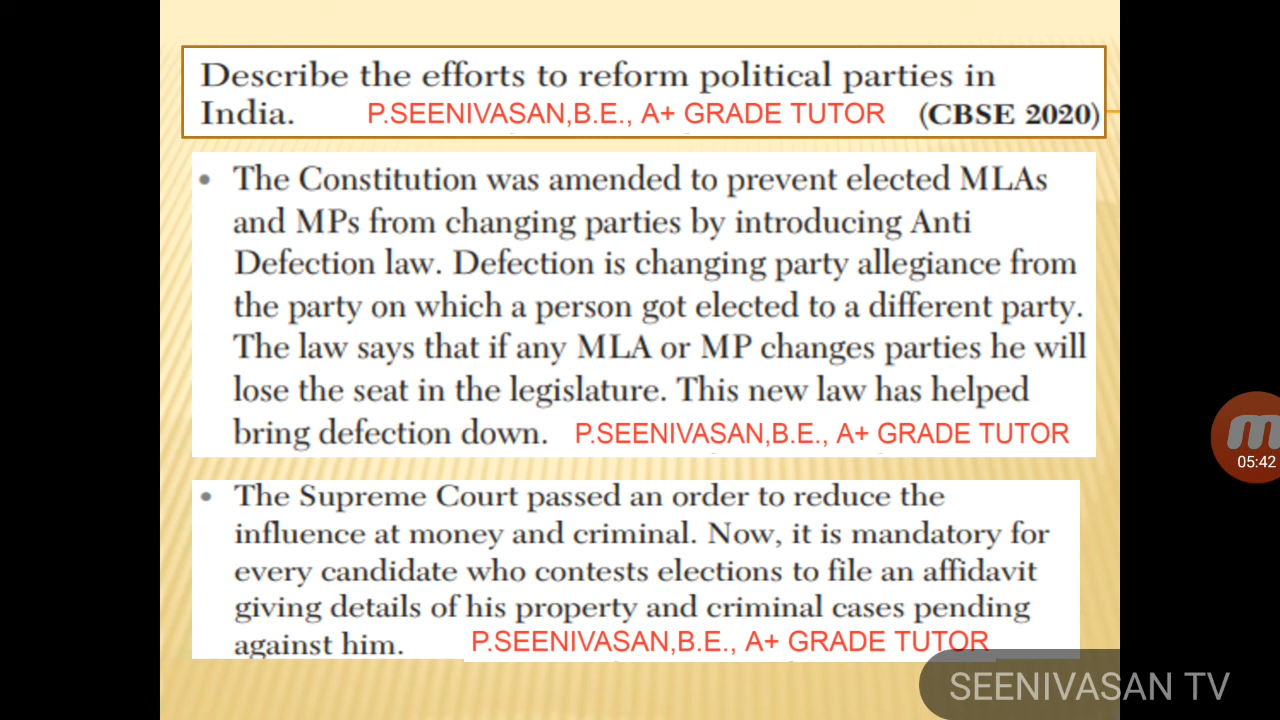 Describe the efforts to reform political parties in
India. P.SEENIVASAN,B.E., A+ GRADE TUTOR (CBSE 2020)
• The Constitution was amended to prevent elected MLAs
and MPs from changing parties by introducing Anti
Defection law. Defection is changing party allegiance from
the party on which a person got elected to a different party.
The law says that if any MLA or MP changes parties he will
lose the seat in the legislature. This new law has helped
bring defection down. P.SEENIVASAN,B.E., A+ GRADE TUTOR
• The Supreme Court passed an order to reduce the
influence at money and criminal. Now, it is mandatory for
every candidate who contests elections to file an affidavit
giving details of his property and criminal cases pending
against him. P.SEENIVASAN,B.E., A+ GRADE TUTOR
05:42
SEENIVASAN TV